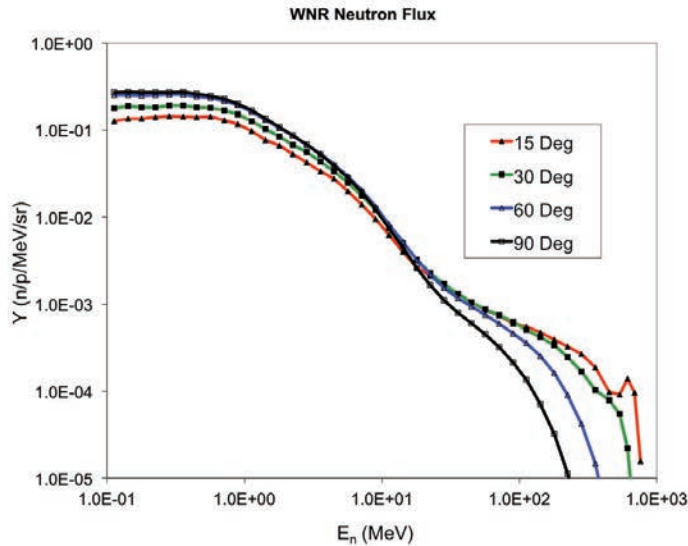 WNR Neutron Flux
1.0E+00
1.0E-01
1.0E-02
1.0E-03
1.0E-04
1.0E-05
Y (n/p/MeV/sr)
15 Deg
30 Deg
60 Deg
90 Deg
1.0E-01
1.0E+00
1.0E+01
1.0E+02
1.0E+03
Eₙ (MeV)